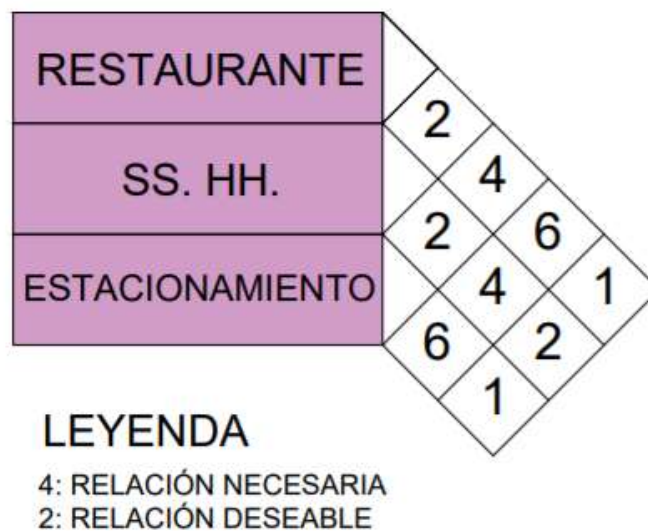 RESTAURANTE
2
4
SS. HH.
2
6
4
1
ESTACIONAMIENTO
6
2
1
LEYENDA
4: RELACIÓN NECESARIA
2: RELACIÓN DESEABLE